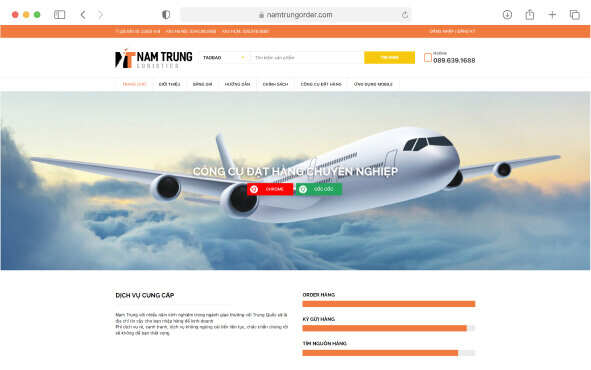 namtrungorder.com
ĐĂNG NHẬP / ĐĂNG KÝ
NAM TRUNG
LOGISTICS
TAOBAO
Tìm kiếm sản phẩm
TÌM KIẾM
Hotline
089.639.1688
TRANG CHỦ
GIỚI THIỆU
BẢNG GIÁ
HƯỚNG DẪN
CHÍNH SÁCH
CÔNG CỤ ĐẶT HÀNG
ỨNG DỤNG MOBILE
CÔNG CỤ ĐẶT HÀNG CHUYÊN NGHIỆP
CHROME
CỐC CỐC
DỊCH VỤ CUNG CẤP
Nam Trung với nhiều năm kinh nghiệm trong ngành giao thương với Trung Quốc sẽ là
địa chỉ tin cậy cho bạn nhập hàng để kinh doanh
Phí dịch vụ rẻ, cạnh tranh, dịch vụ không ngừng cải tiến liên tục, chắc chắn chúng tôi
sẽ không để bạn thất vọng
ORDER HÀNG
KÝ GỬI HÀNG
TÌM NGUỒN HÀNG